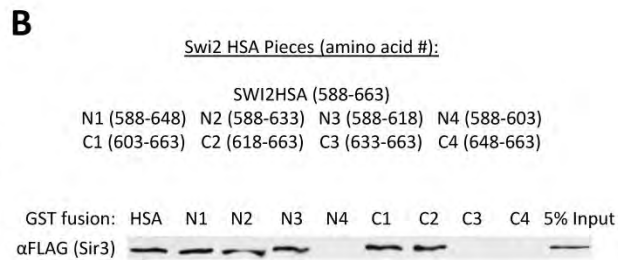 B
Swi2 HSA Pieces (amino acid #):
SWI2HSA (588-663)
N1 (588-648) N2 (588-633) N3 (588-618) N4 (588-603)
C1 (603-663) C2 (618-663) C3 (633-663) C4 (648-663)
GST fusion: HSA N1 N2 N3 N4 C1 C2 C3 C4 5% Input
αFLAG (Sir3)